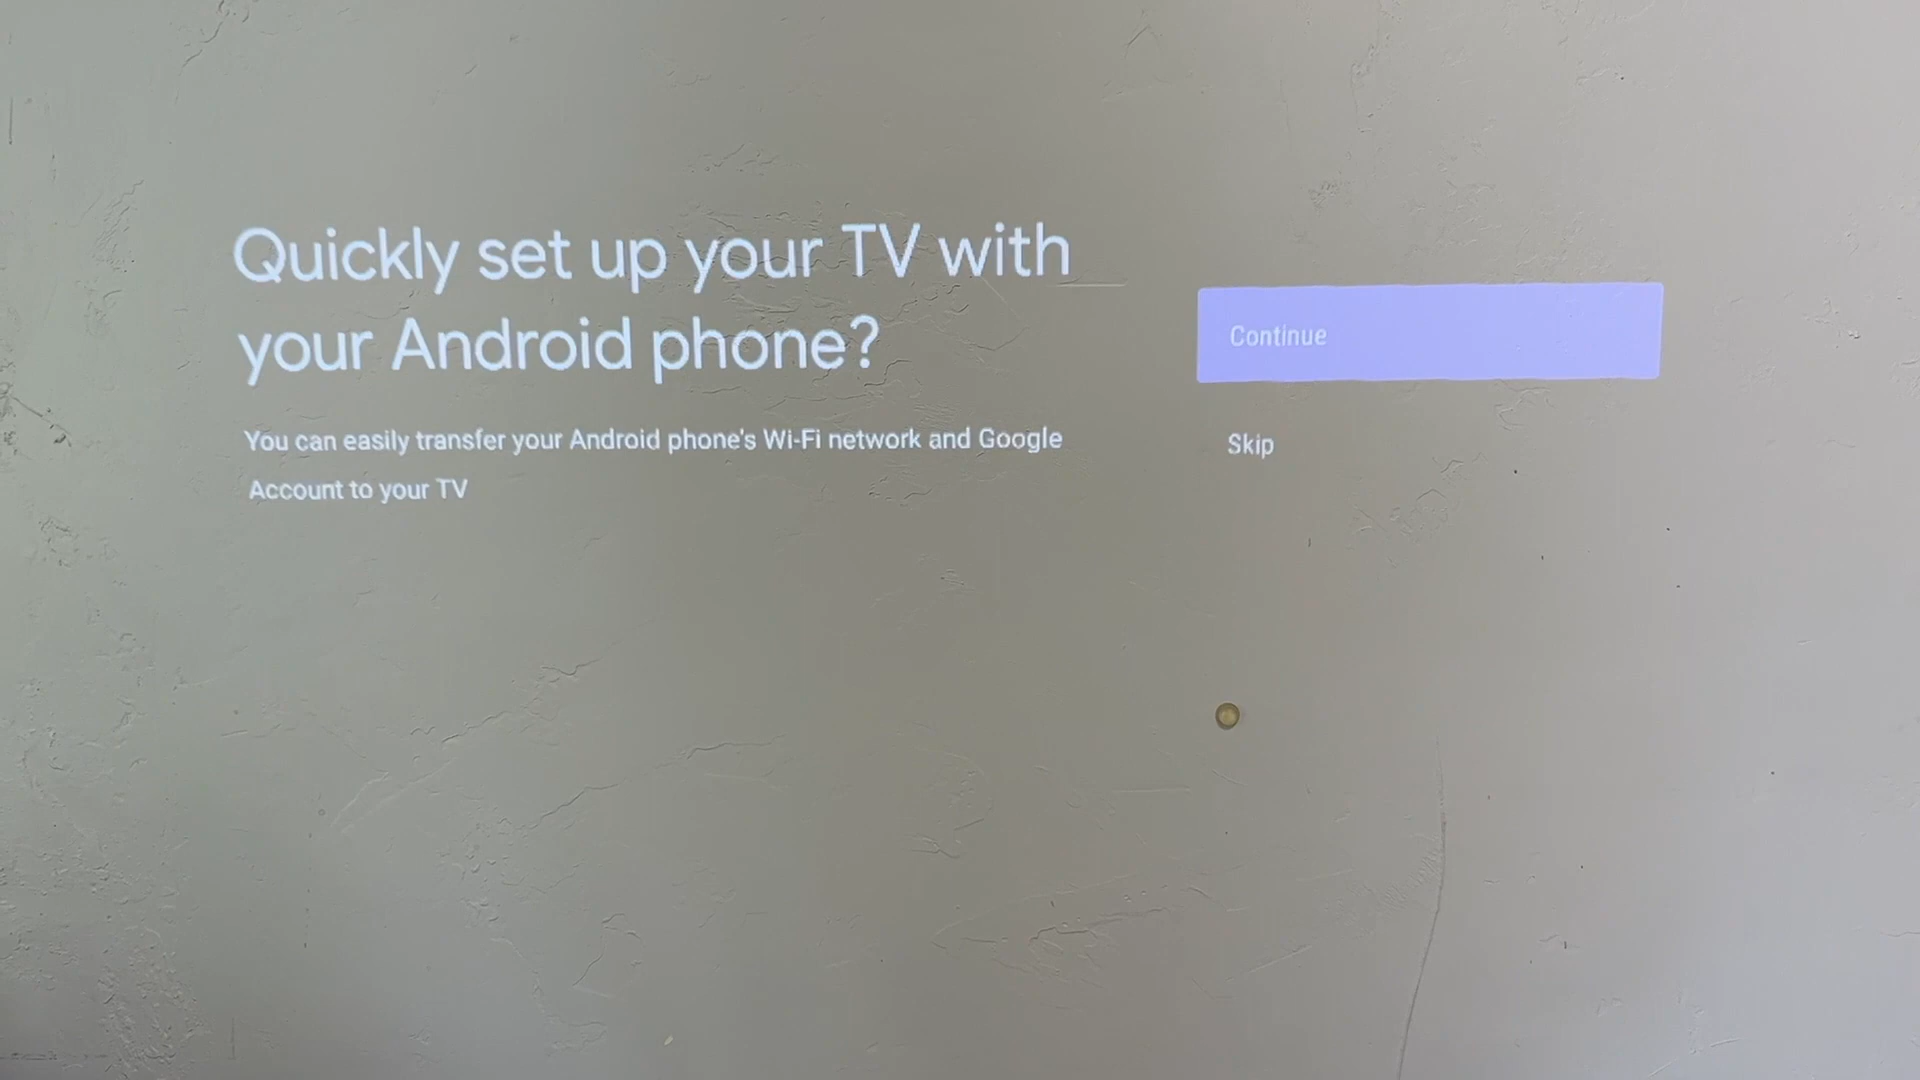 Quickly set up your TV with
your Android phone?
You can easily transfer your Android phone's Wi-Fi network and Google
Account to your TV
Continue
Skip